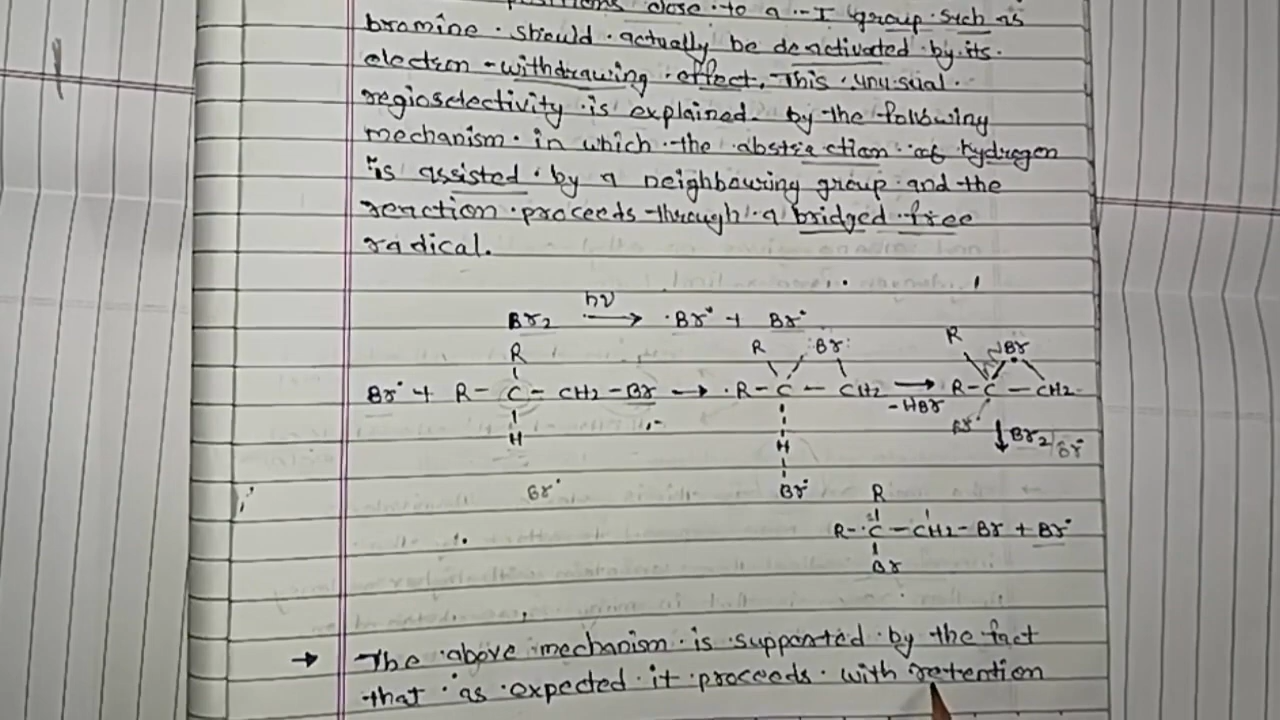 positions close to a -I group such as
bromine should actually be deactivated by its
electron-withdrawing effect. This unusual
regioselectivity is explained by the following
mechanism in which the abstraction of hydrogen
is assisted by a neighbouring group and the
reaction proceeds through a bridged free
radical.
Br2 hν → ·Br• + Br•
R R :Br: R Br
Br• + R-C-CH2-Br → R-C-CH2 → -HBr R-C-CH2
H H Br• ↓ Br2/Br•
Br• Br•
R
R-C-CH2-Br + Br•
Br
→ The above mechanism is supported by the fact
that as expected it proceeds with retention